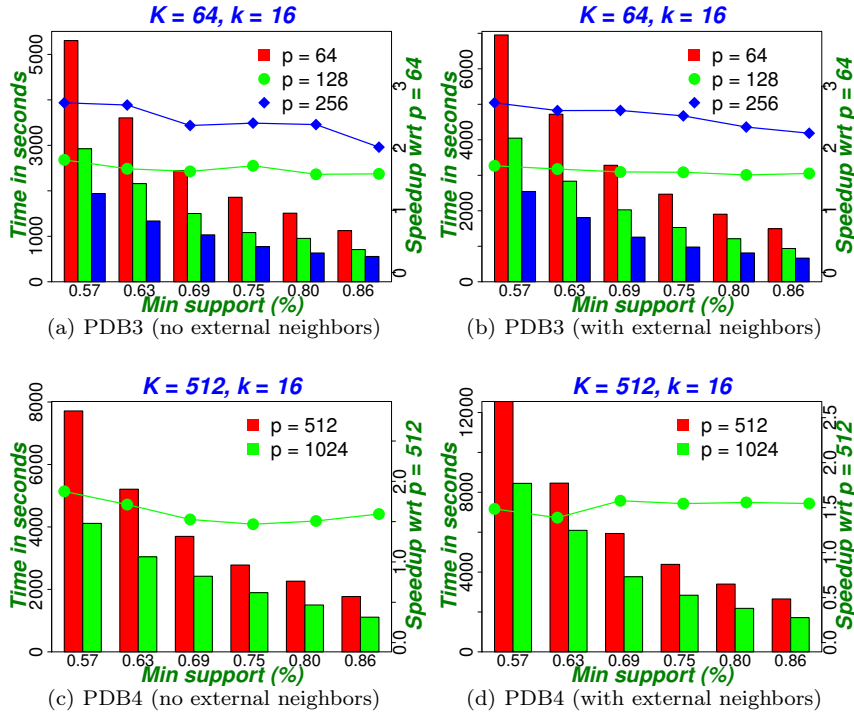 K = 64, k = 16
Time in seconds
0 1000 3000 5000
p = 64
p = 128
p = 256
Speedup wrt p = 64
0 1 2 3
0.57 0.63 0.69 0.75 0.80 0.86
Min support (%)
(a) PDB3 (no external neighbors)
K = 64, k = 16
Time in seconds
0 2000 4000 6000
p = 64
p = 128
p = 256
Speedup wrt p = 64
0 1 2 3
0.57 0.63 0.69 0.75 0.80 0.86
Min support (%)
(b) PDB3 (with external neighbors)
K = 512, k = 16
Time in seconds
0 2000 4000 6000 8000
p = 512
p = 1024
Speedup wrt p = 512
0.0 1.0 2.0
0.57 0.63 0.69 0.75 0.80 0.86
Min support (%)
(c) PDB4 (no external neighbors)
K = 512, k = 16
Time in seconds
0 4000 8000 12000
p = 512
p = 1024
Speedup wrt p = 512
0.0 0.5 1.0 1.5 2.0 2.5
0.57 0.63 0.69 0.75 0.80 0.86
Min support (%)
(d) PDB4 (with external neighbors)